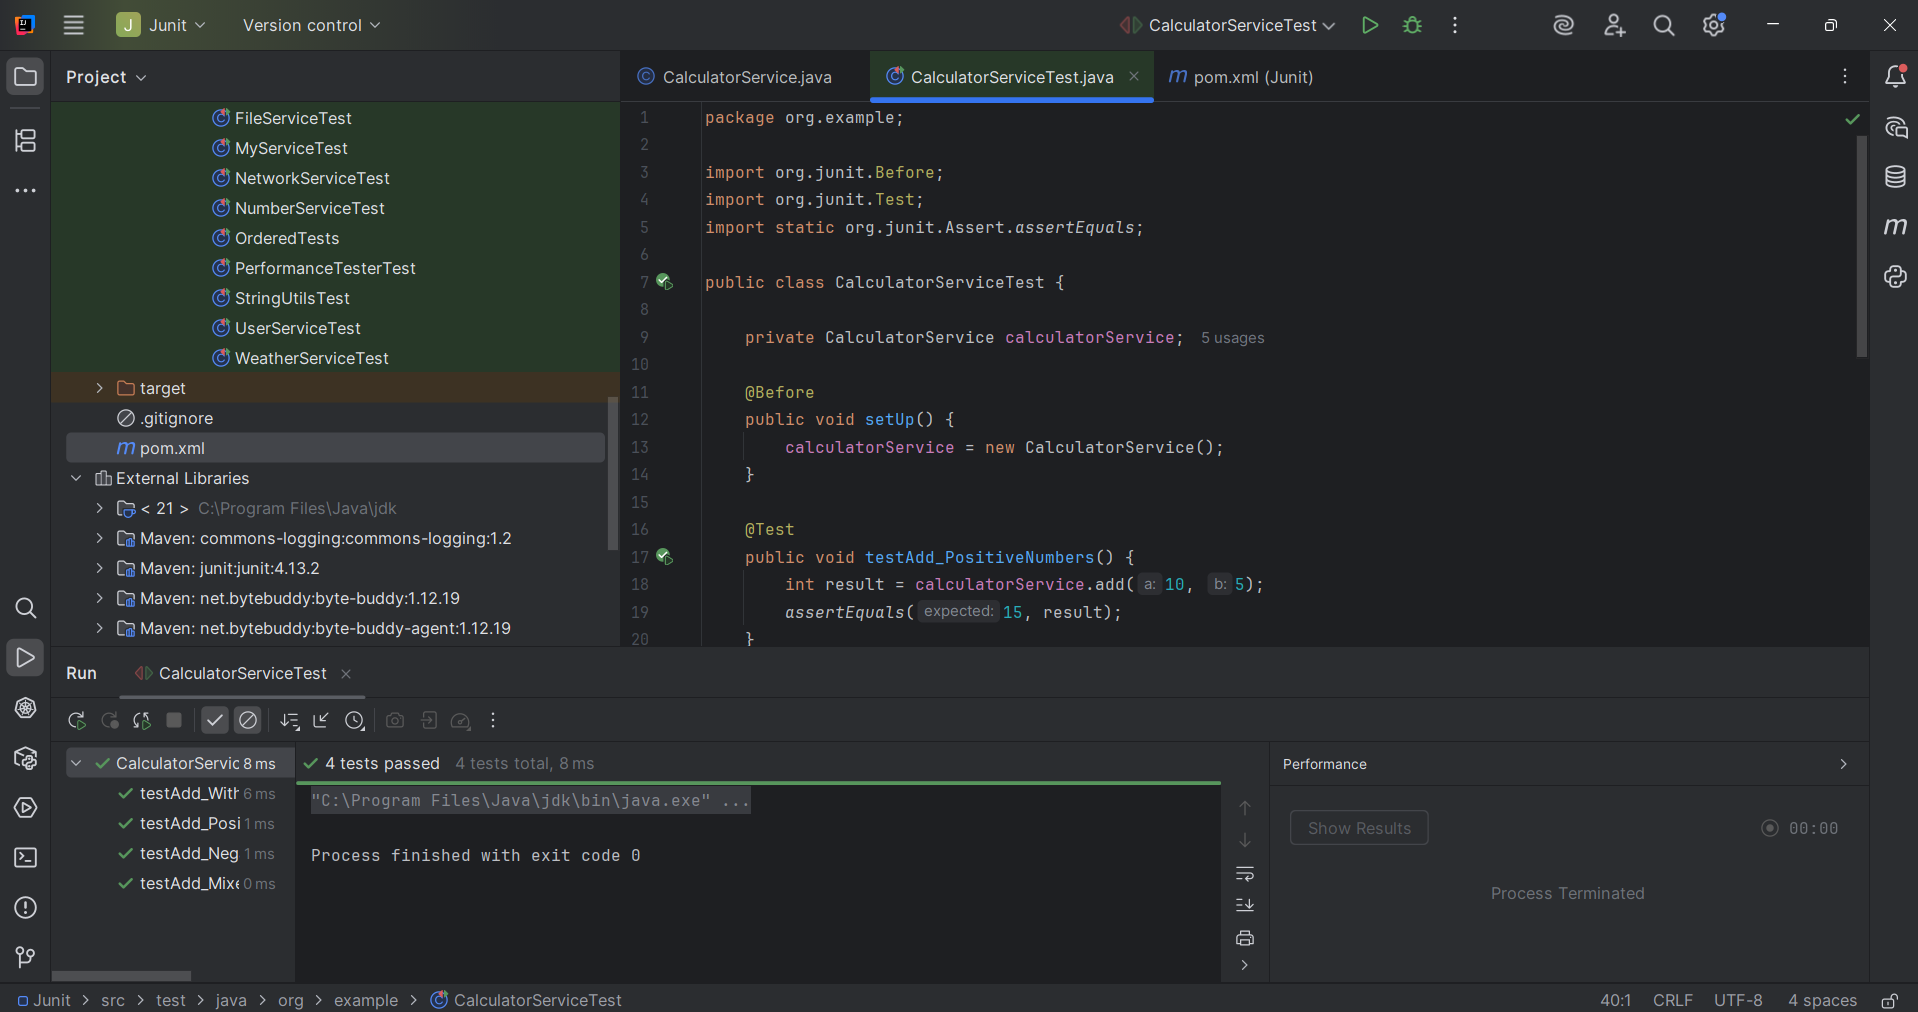 J Junit Version control CalculatorServiceTest
Project
CalculatorService.java CalculatorServiceTest.java m pom.xml (Junit)
FileServiceTest
MyServiceTest
NetworkServiceTest
NumberServiceTest
OrderedTests
PerformanceTesterTest
StringUtilsTest
UserServiceTest
WeatherServiceTest
target
.gitignore
m pom.xml
External Libraries
< 21 > C:\Program Files\Java\jdk
Maven: commons-logging:commons-logging:1.2
Maven: junit:junit:4.13.2
Maven: net.bytebuddy:byte-buddy:1.12.19
Maven: net.bytebuddy:byte-buddy-agent:1.12.19
1 package org.example;
2
3 import org.junit.Before;
4 import org.junit.Test;
5 import static org.junit.Assert.assertEquals;
6
7 public class CalculatorServiceTest {
8
9 private CalculatorService calculatorService; 5 usages
10
11 @Before
12 public void setUp() {
13 calculatorService = new CalculatorService();
14 }
15
16 @Test
17 public void testAdd_PositiveNumbers() {
18 int result = calculatorService.add( a: 10, b: 5);
19 assertEquals( expected: 15, result);
20 }
Run CalculatorServiceTest
CalculatorServic 8 ms
testAdd_With 6 ms
testAdd_Posi 1 ms
testAdd_Neg 1 ms
testAdd_Mixe 0 ms
4 tests passed 4 tests total, 8 ms
"C:\Program Files\Java\jdk\bin\java.exe" ...
Process finished with exit code 0
Performance
Show Results 00:00
Process Terminated
Junit > src > test > java > org > example > CalculatorServiceTest
40:1 CRLF UTF-8 4 spaces